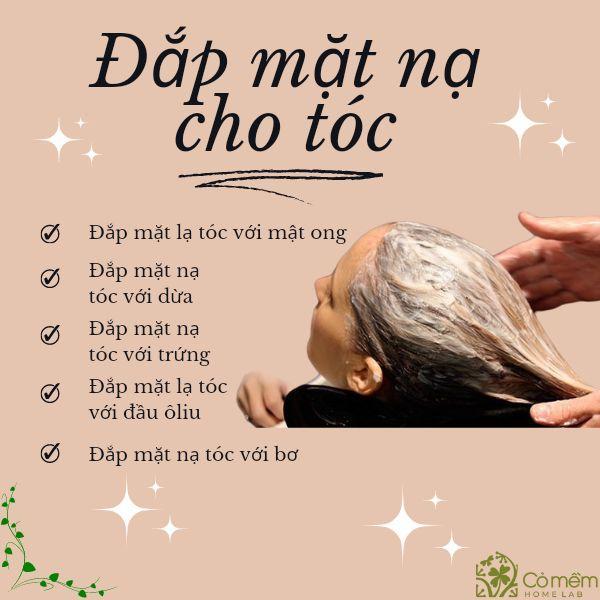 Đắp mặt nạ
cho tóc
Đắp mặt lạ tóc với mật ong
Đắp mặt nạ
tóc với dừa
Đắp mặt nạ
tóc với trứng
Đắp mặt lạ tóc
với đầu ôliu
Đắp mặt nạ tóc với bơ
Cỏ mềm
HOME LAB